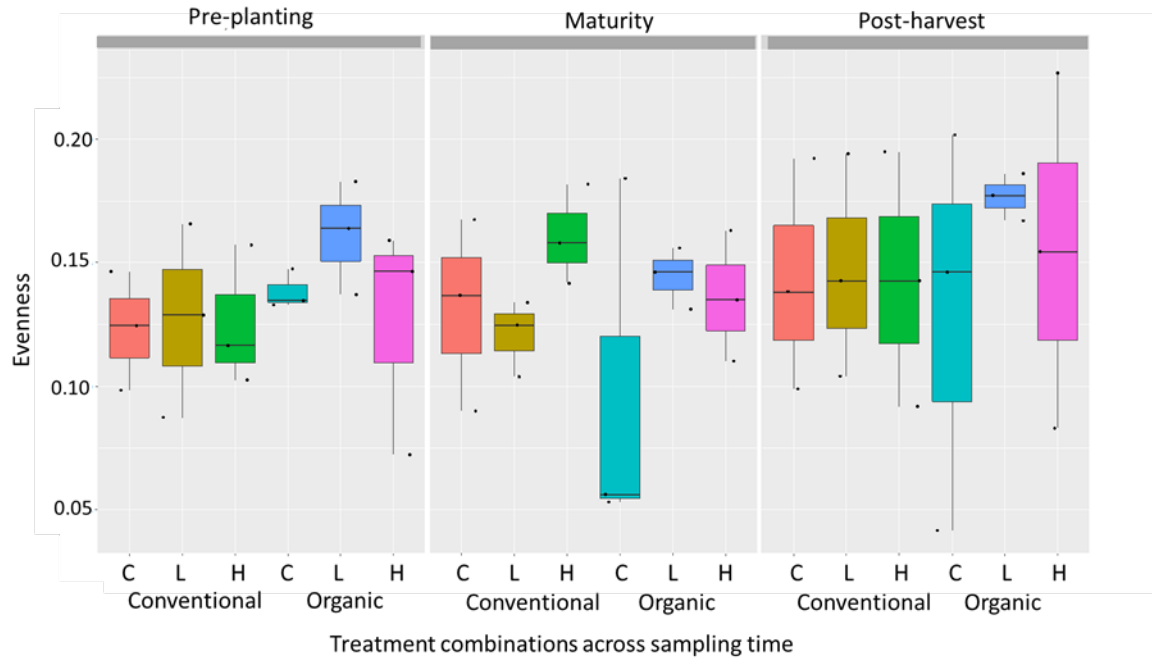 Pre-planting Maturity Post-harvest
0.20
0.15
0.10
0.05
Evenness
C L H C L H C L H C L H C L H C L H
Conventional Organic Conventional Organic Conventional Organic
Treatment combinations across sampling time